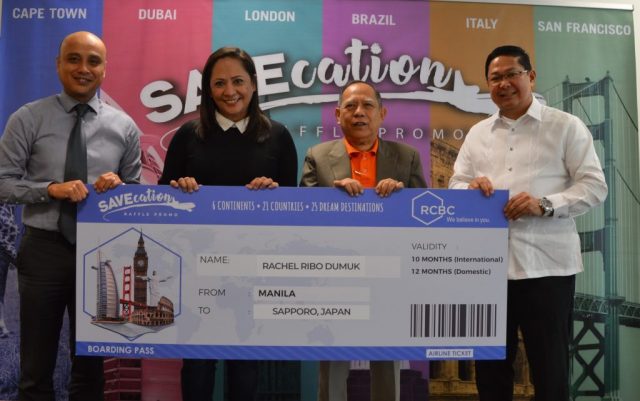 CAPE TOWN
DUBAI
LONDON
BRAZIL
ITALY
SAN FRANCISCO
SAVEcation
RAFFLE PROMO
SAVEcation
RAFFLE PROMO
6 CONTINENTS • 21 COUNTRIES • 25 DREAM DESTINATIONS
RCBC
We believe in you
NAME:
RACHEL RIBO DUMUK
FROM : MANILA
TO : SAPPORO, JAPAN
VALIDITY
10 MONTHS (International)
12 MONTHS (Domestic)
BOARDING PASS
AIRLINE TICKET